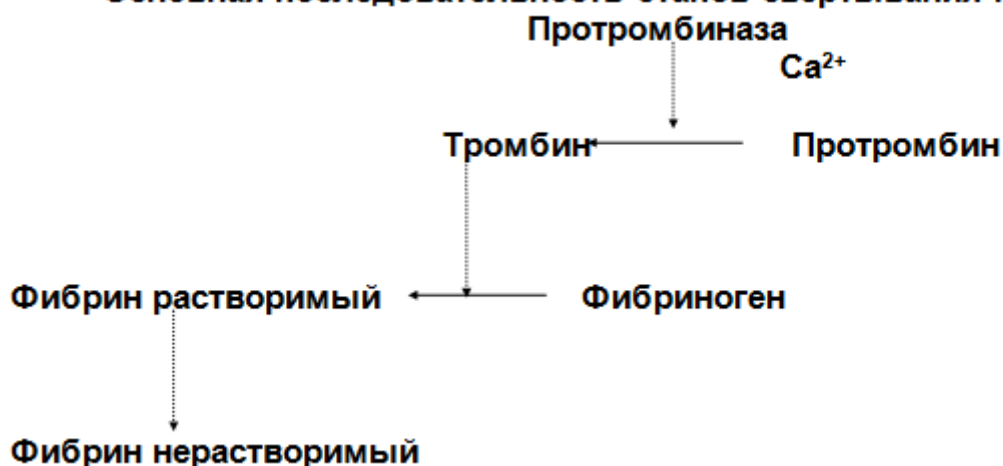 Протромбиназа
Ca²⁺
Тромбин Протромбин
Фибрин растворимый Фибриноген
Фибрин нерастворимый